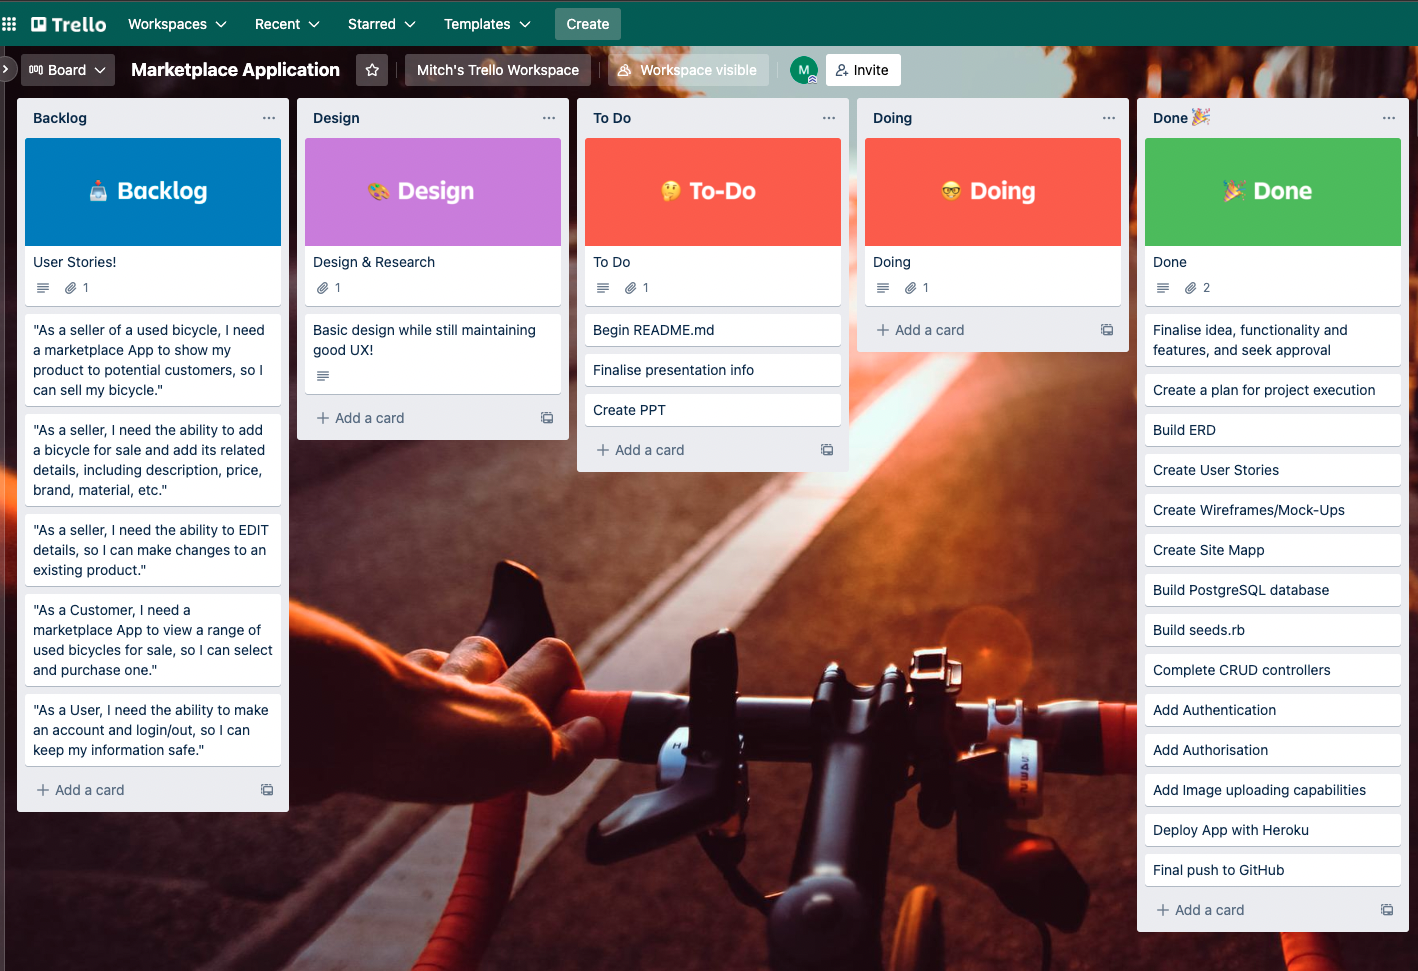 Trello
Workspaces
Recent
Starred
Templates
Create
Board
Marketplace Application
Mitch's Trello Workspace
Workspace visible
M
Invite
Backlog
Backlog
User Stories!
1
"As a seller of a used bicycle, I need
a marketplace App to show my
product to potential customers, so I
can sell my bicycle."
"As a seller, I need the ability to add
a bicycle for sale and add its related
details, including description, price,
brand, material, etc."
"As a seller, I need the ability to EDIT
details, so I can make changes to an
existing product."
"As a Customer, I need a
marketplace App to view a range of
used bicycles for sale, so I can select
and purchase one."
"As a User, I need the ability to make
an account and login/out, so I can
keep my information safe."
+ Add a card
Design
Design
Design & Research
1
Basic design while still maintaining
good UX!
+ Add a card
To Do
To-Do
To Do
1
Begin README.md
Finalise presentation info
Create PPT
+ Add a card
Doing
Doing
Doing
1
+ Add a card
Done
Done
Done
2
Finalise idea, functionality and
features, and seek approval
Create a plan for project execution
Build ERD
Create User Stories
Create Wireframes/Mock-Ups
Create Site Mapp
Build PostgreSQL database
Build seeds.rb
Complete CRUD controllers
Add Authentication
Add Authorisation
Add Image uploading capabilities
Deploy App with Heroku
Final push to GitHub
+ Add a card